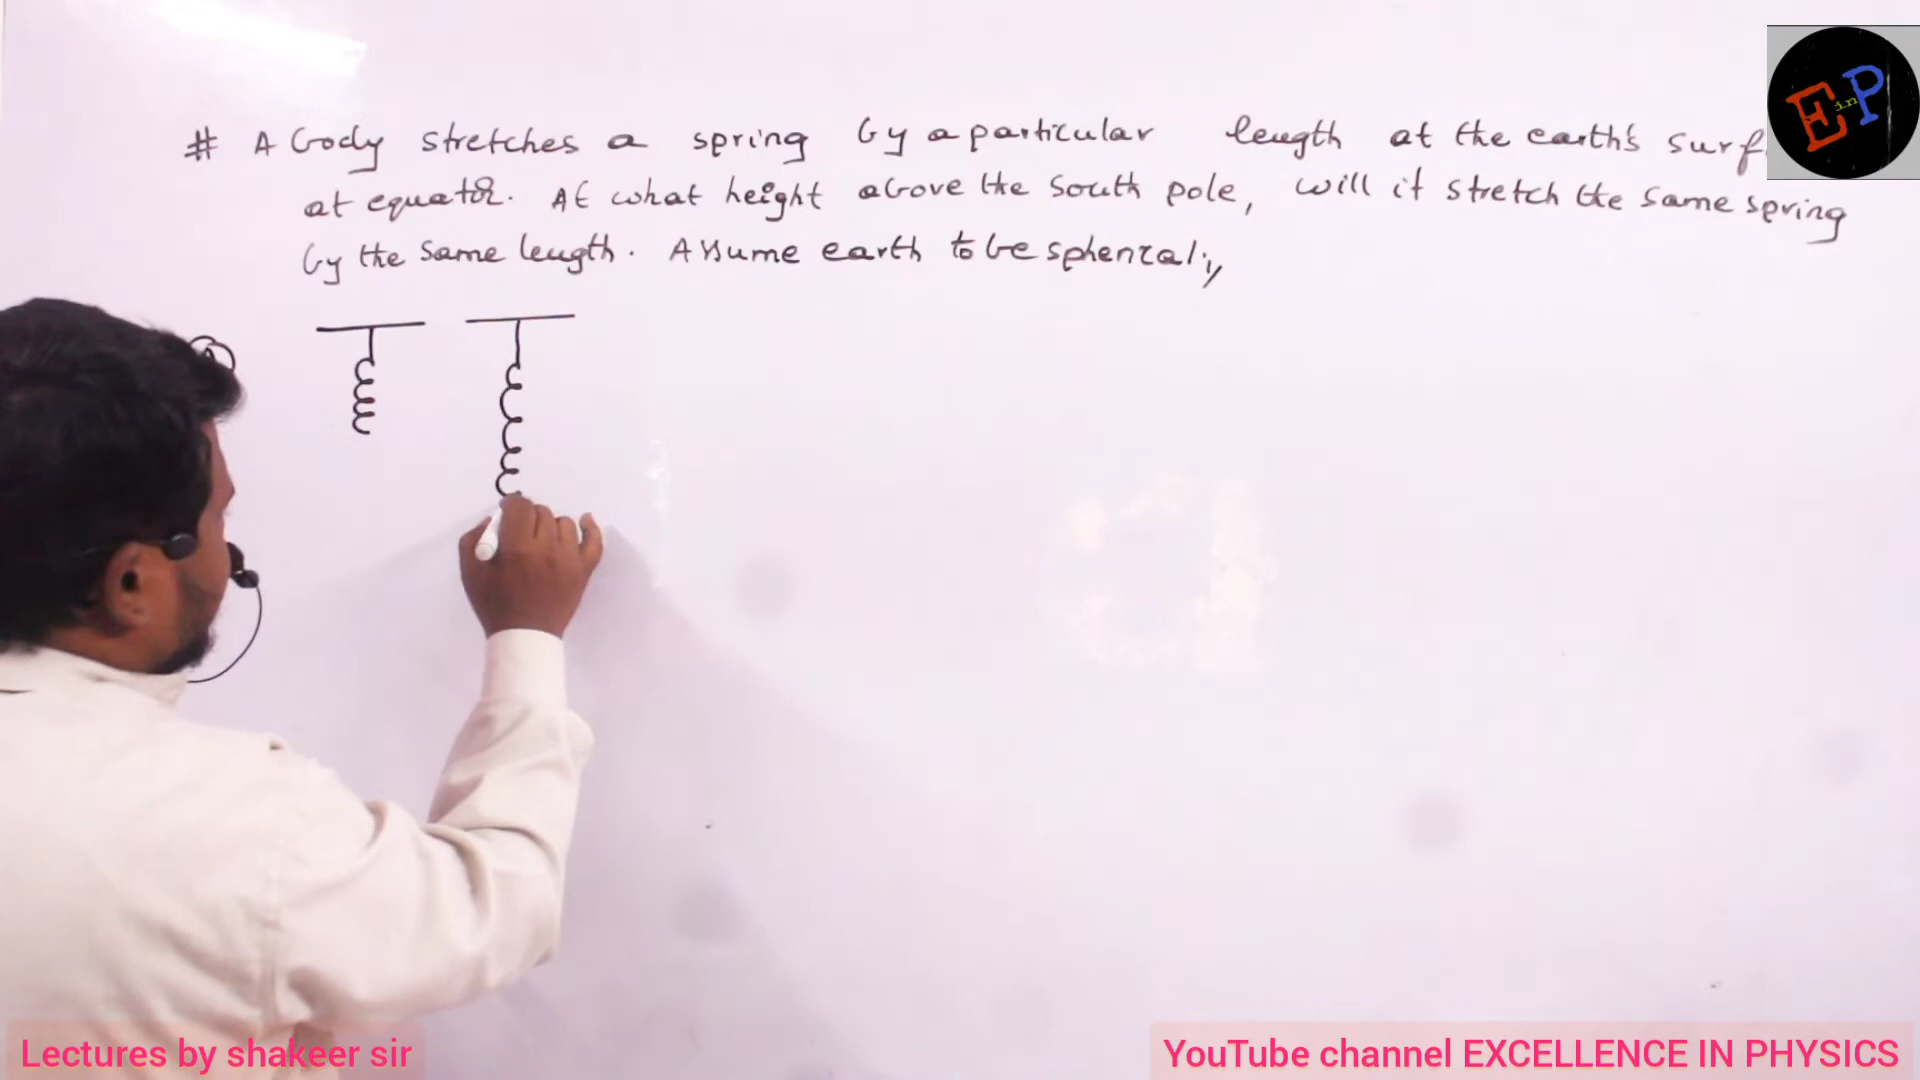 # A body stretches a spring by a particular length at the earth's surf
at equator. At what height above the south pole, will it stretch the same spring
by the same length. Assume earth to be spherical.
E in P
Lectures by shakeer sir
YouTube channel EXCELLENCE IN PHYSICS